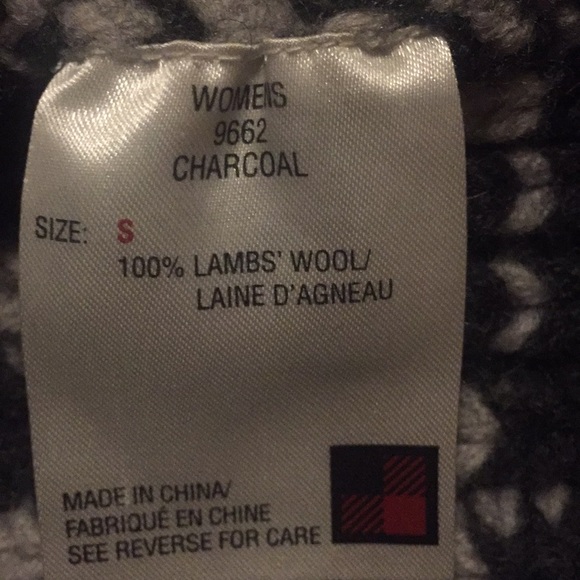 WOMENS
9662
CHARCOAL
SIZE: S
100% LAMBS' WOOL/
LAINE D'AGNEAU
MADE IN CHINA/
FABRIQUÉ EN CHINE
SEE REVERSE FOR CARE